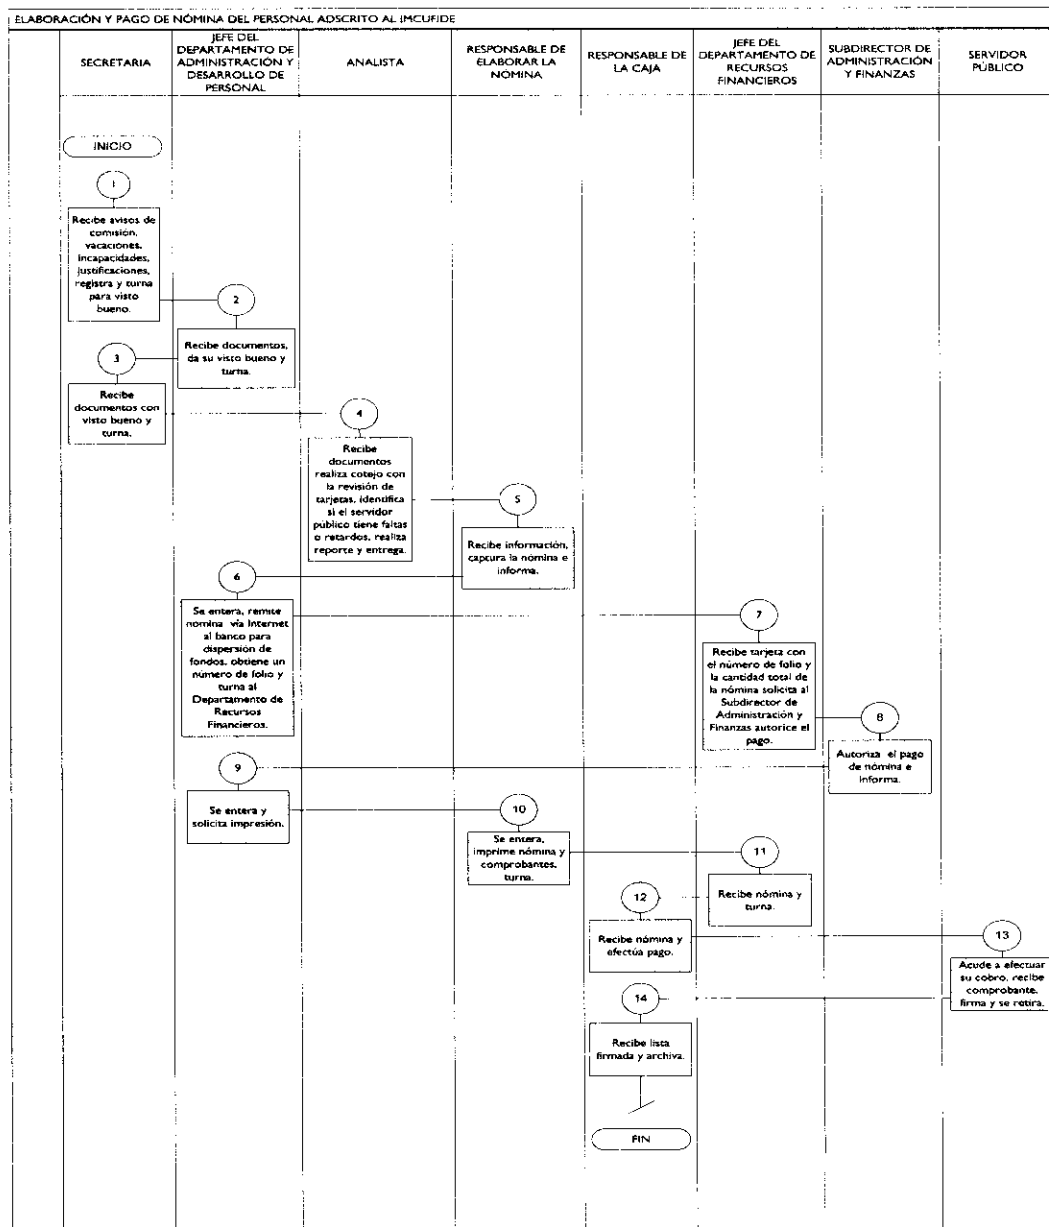 ELABORACIÓN Y PAGO DE NÓMINA DEL PERSONAL ADSCRITO AL IMCUFIDE
SECRETARIA
JEFE DEL
DEPARTAMENTO DE
ADMINISTRACIÓN Y
DESARROLLO DE
PERSONAL
ANALISTA
RESPONSABLE DE
ELABORAR LA
NÓMINA
RESPONSABLE DE
LA CAJA
JEFE DEL
DEPARTAMENTO DE
RECURSOS
FINANCIEROS
SUBDIRECTOR DE
ADMINISTRACIÓN
Y FINANZAS
SERVIDOR
PÚBLICO
INICIO
1
Recibe avisos de
comisión,
vacaciones,
incapacidades,
justificaciones,
registra y turna
para visto
bueno.
2
Recibe documentos,
da su visto bueno y
turna.
3
Recibe
documentos con
visto bueno y
turna.
4
Recibe
documentos
realiza cotejo con
la revisión de
tarjetas, identifica
si el servidor
público tiene faltas
o retardos, realiza
reporte y entrega.
5
Recibe información,
captura la nómina e
informa.
6
Se entera, remite
nomina vía Internet
al banco para
dispersión de
fondos, obtiene un
número de folio y
turna al
Departamento de
Recursos
Financieros.
7
Recibe tarjeta con
el número de folio y
la cantidad total de
la nómina solicita al
Subdirector de
Administración y
Finanzas autorice el
pago.
8
Autoriza el pago
de nómina e
informa.
9
Se entera y
solicita impresión.
10
Se entera,
imprime nómina y
comprobantes,
turna.
11
Recibe nómina y
turna.
12
Recibe nómina y
efectúa pago.
13
Acude a efectuar
su cobro, recibe
comprobante,
firma y se retira.
14
Recibe lista
firmada y archiva.
FIN